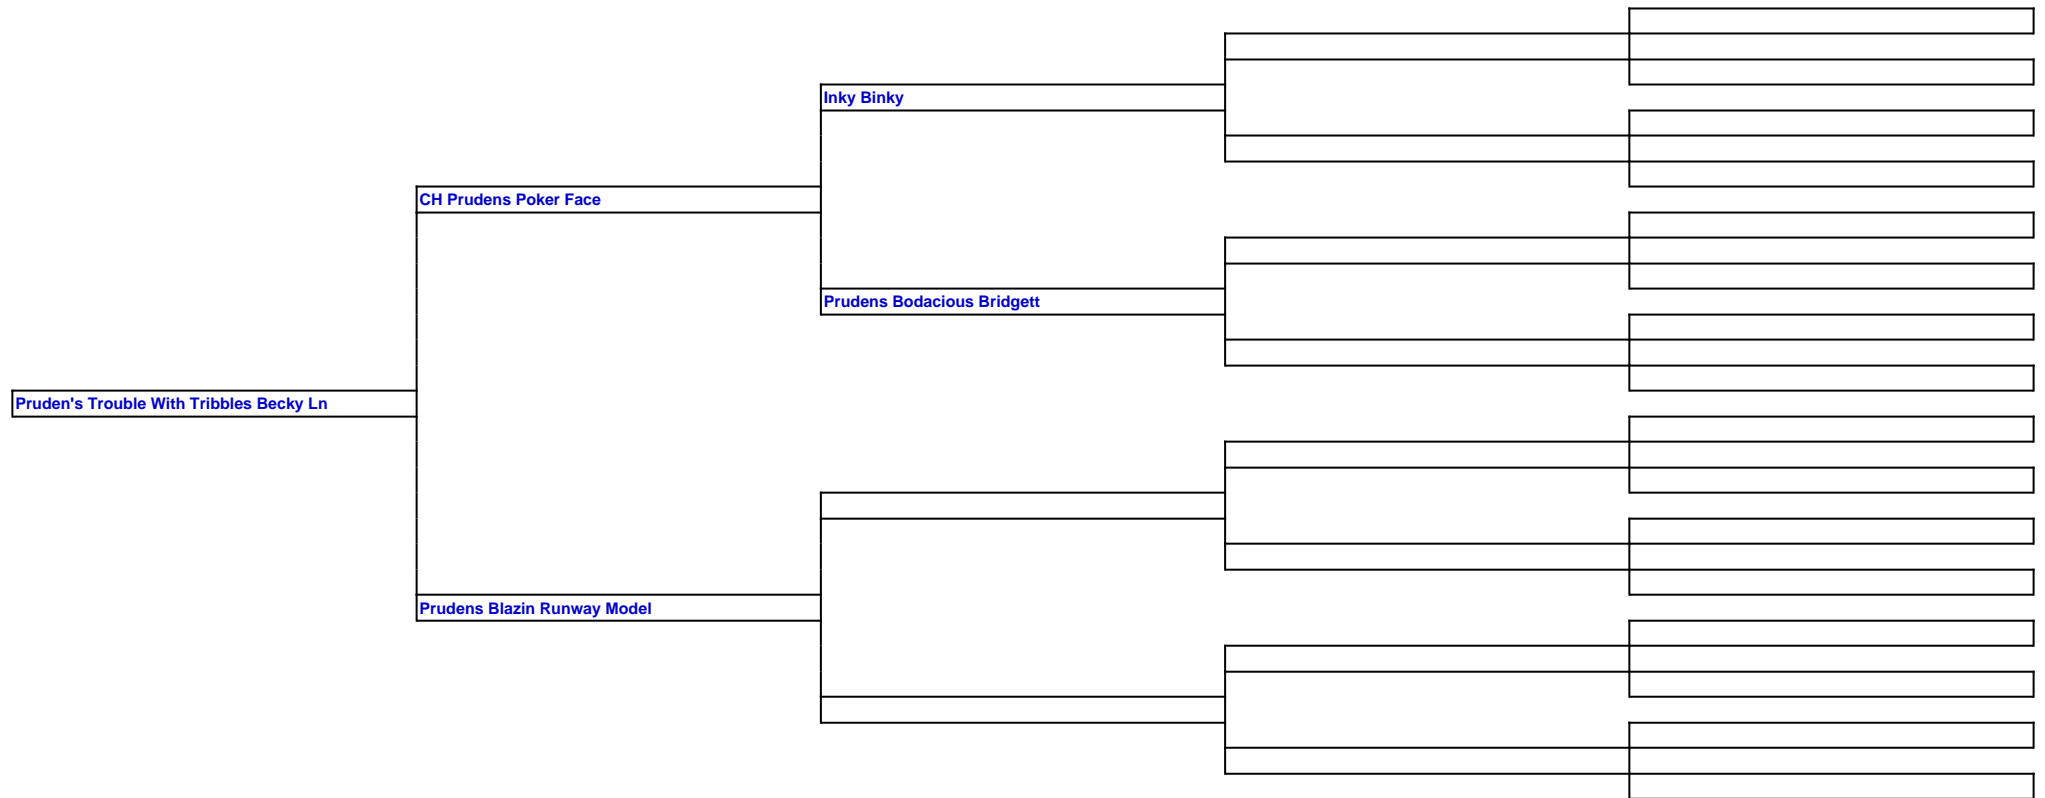 Inky Binky
CH Prudens Poker Face
Prudens Bodacious Bridgett
Pruden's Trouble With Tribbles Becky Ln
Prudens Blazin Runway Model